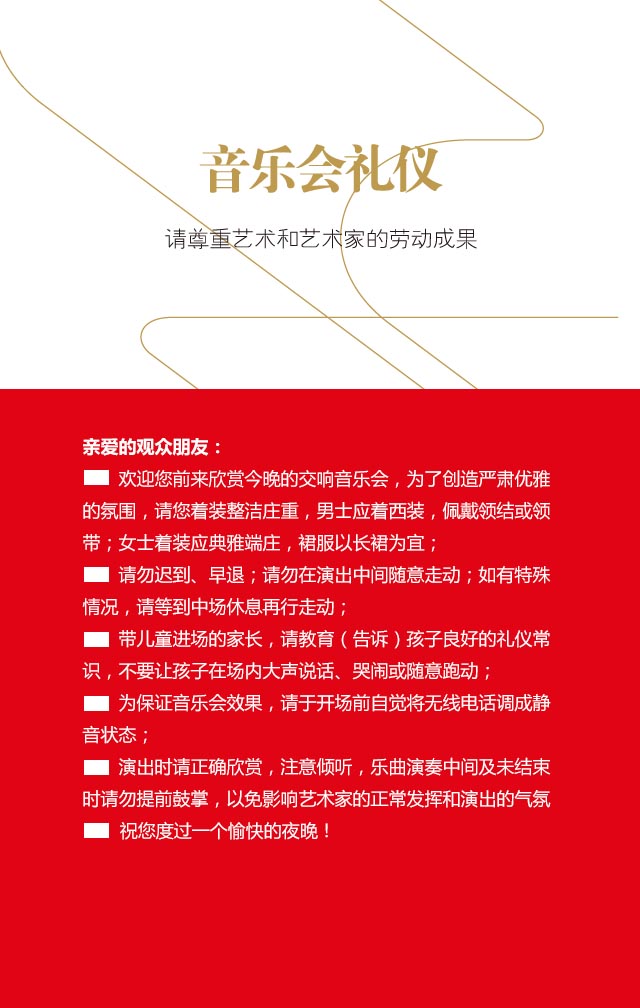 音乐会礼仪
请尊重艺术和艺术家的劳动成果
亲爱的观众朋友：
欢迎您前来欣赏今晚的交响音乐会，为了创造严肃优雅
的氛围，请您着装整洁庄重，男士应着西装，佩戴领结或领
带；女士着装应典雅端庄，裙服以长裙为宜；
请勿迟到、早退；请勿在演出中间随意走动；如有特殊
情况，请等到中场休息再行走动；
带儿童进场的家长，请教育（告诉）孩子良好的礼仪常
识，不要让孩子在场内大声说话、哭闹或随意跑动；
为保证音乐会效果，请于开场前自觉将无线电话调成静
音状态；
演出时请正确欣赏，注意倾听，乐曲演奏中间及未结束
时请勿提前鼓掌，以免影响艺术家的正常发挥和演出的气氛
祝您度过一个愉快的夜晚！